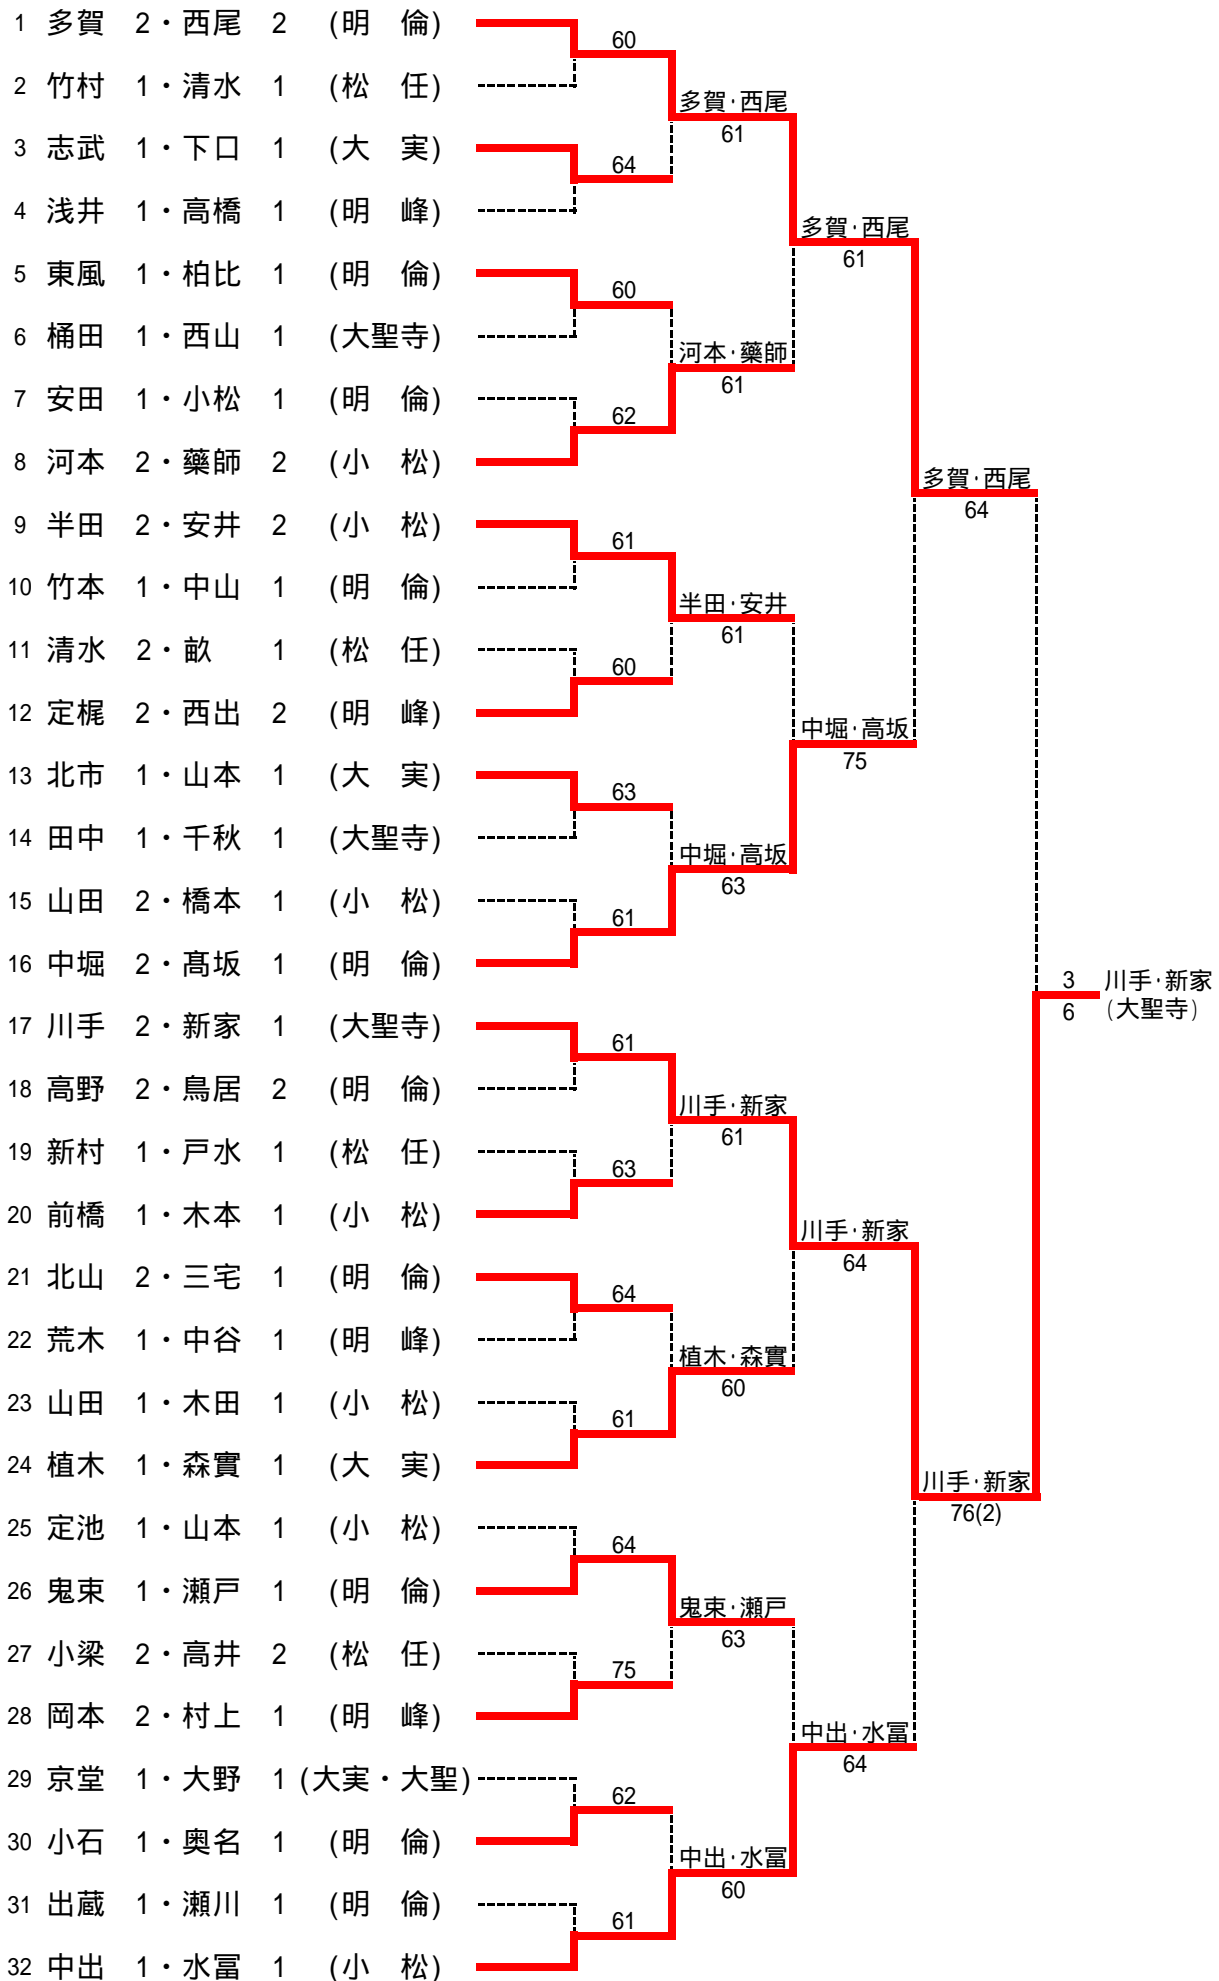 1 多賀 2・西尾 2 (明 倫)
60
2 竹村 1・清水 1 (松 任)
多賀・西尾
61
3 志武 1・下口 1 (大 実)
64
4 浅井 1・高橋 1 (明 峰)
多賀・西尾
61
5 東風 1・柏比 1 (明 倫)
60
6 桶田 1・西山 1 (大聖寺)
河本・藥師
61
7 安田 1・小松 1 (明 倫)
62
8 河本 2・藥師 2 (小 松)
多賀・西尾
64
9 半田 2・安井 2 (小 松)
61
10 竹本 1・中山 1 (明 倫)
半田・安井
61
11 清水 2・畝 1 (松 任)
60
12 定梶 2・西出 2 (明 峰)
中堀・高坂
75
13 北市 1・山本 1 (大 実)
63
14 田中 1・千秋 1 (大聖寺)
中堀・高坂
63
15 山田 2・橋本 1 (小 松)
61
16 中堀 2・髙坂 1 (明 倫)
3 川手・新家
6 (大聖寺)
17 川手 2・新家 1 (大聖寺)
61
18 高野 2・鳥居 2 (明 倫)
川手・新家
61
19 新村 1・戸水 1 (松 任)
63
20 前橋 1・木本 1 (小 松)
川手・新家
64
21 北山 2・三宅 1 (明 倫)
64
22 荒木 1・中谷 1 (明 峰)
植木・森實
60
23 山田 1・木田 1 (小 松)
61
24 植木 1・森實 1 (大 実)
川手・新家
76(2)
25 定池 1・山本 1 (小 松)
64
26 鬼束 1・瀬戸 1 (明 倫)
鬼束・瀬戸
63
27 小梁 2・高井 2 (松 任)
75
28 岡本 2・村上 1 (明 峰)
中出・水冨
64
29 京堂 1・大野 1 (大実・大聖)
62
30 小石 1・奥名 1 (明 倫)
中出・水冨
60
31 出蔵 1・瀬川 1 (明 倫)
61
32 中出 1・水冨 1 (小 松)